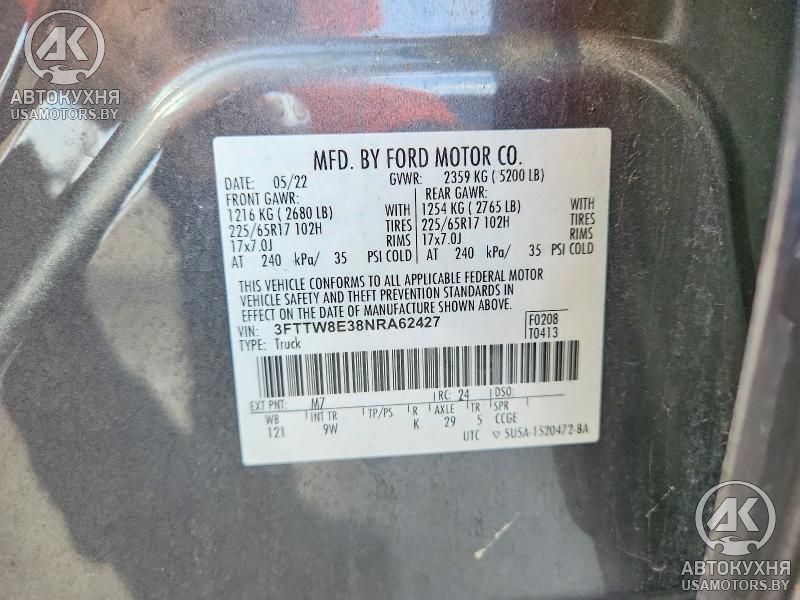 AK
АВТОКУХНЯ
USAMOTORS.BY
MFD. BY FORD MOTOR CO.
DATE: 05/22 GVWR: 2359 KG ( 5200 LB)
FRONT GAWR: REAR GAWR:
1216 KG ( 2680 LB) WITH 1254 KG ( 2765 LB) WITH
225/65R17 102H TIRES 225/65R17 102H TIRES
17x7.0J RIMS 17x7.0J RIMS
AT 240 kPa/ 35 PSI COLD AT 240 kPa/ 35 PSI COLD
THIS VEHICLE CONFORMS TO ALL APPLICABLE FEDERAL MOTOR
VEHICLE SAFETY AND THEFT PREVENTION STANDARDS IN
EFFECT ON THE DATE OF MANUFACTURE SHOWN ABOVE.
VIN: 3FTTW8E38NRA62427 F0208
TYPE: Truck T0413
EXT PNT: M7 RC: 24 DSO:
WB INT TR TP/PS R AXLE TR SPR
121 9W K 29 5 CCGE
UTC ▽ 5U5A-1520472-BA
AK
АВТОКУХНЯ
USAMOTORS.BY